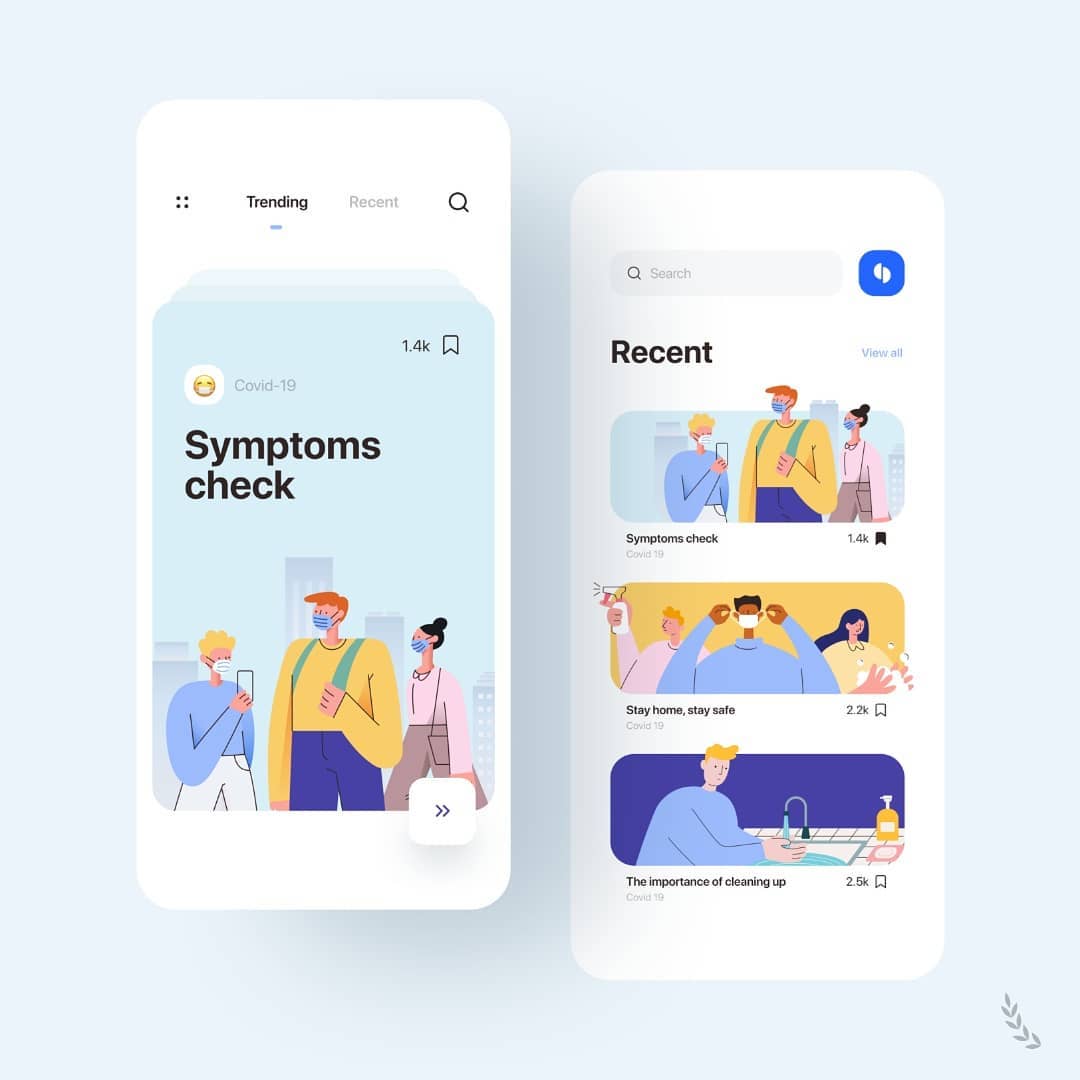 Trending
Recent
1.4k
Covid-19
Symptoms
check
Search
Recent
View all
Symptoms check
1.4k
Covid 19
Stay home, stay safe
2.2k
Covid 19
The importance of cleaning up
2.5k
Covid 19